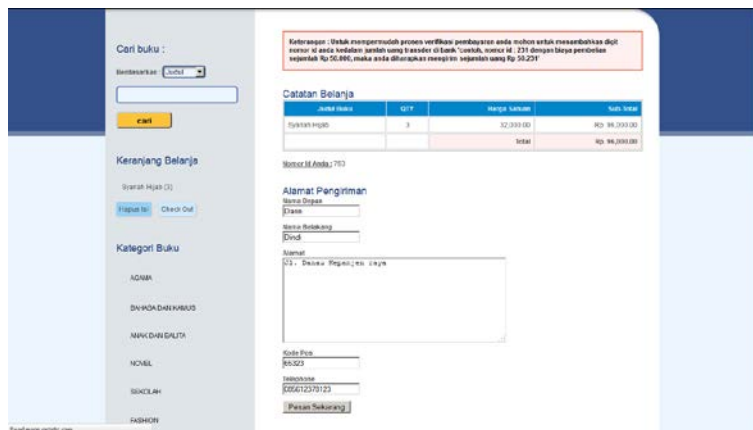 Cari buku :
Berdasarkan : Judul
cari
Keranjang Belanja
Syariah Hijab (3)
Hapus Isi Check Out
Kategori Buku
AGAMA
BAHASA DAN KAMUS
ANAK DAN BALITA
NOVEL
SEKOLAH
FASHION
Keterangan : Untuk mempermudah proses verifikasi pembayaran anda mohon untuk menambahkan digit
nomor id anda kedalam jumlah uang transder di bank "contoh, nomor id : 231 dengan biaya pembelian
sejumlah Rp 50.000, maka anda diharapkan mengirim sejumlah uang Rp 50.231"
Catatan Belanja
Judul Buku QTY Harga Satuan Sub-Total
Syariah Hijab 3 32,000.00 Rp. 96,000.00
Total Rp. 96,000.00
Nomor Id Anda : 763
Alamat Pengiriman
Nama Depan
Nama Belakang
Dindi
Alamat
Jl. Danau Kepanjen raya
Kode Pos
65323
Telephone
085612378123
Pesan Sekarang